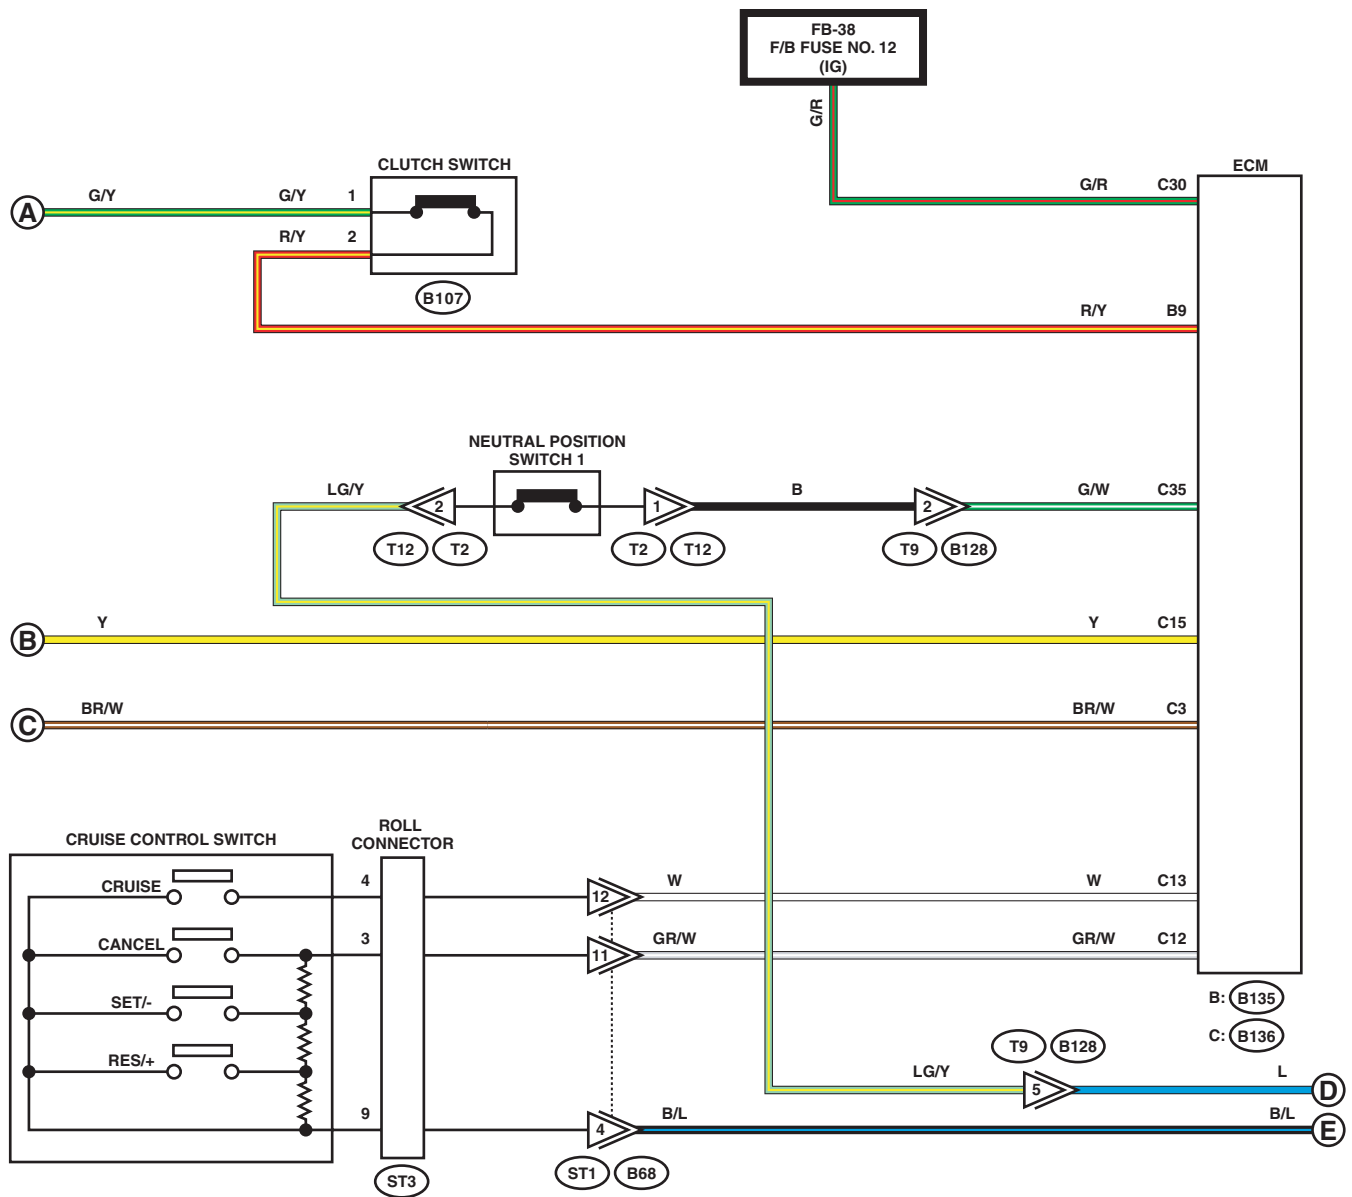 FB-38
F/B FUSE NO. 12
(IG)
G/R
CLUTCH SWITCH
ECM
A
G/Y
G/Y
1
G/R
C30
R/Y
2
B107
R/Y
B9
NEUTRAL POSITION
SWITCH 1
LG/Y
2
1
B
2
G/W
C35
T12
T2
T2
T12
T9
B128
B
Y
Y
C15
C
BR/W
BR/W
C3
CRUISE CONTROL SWITCH
ROLL
CONNECTOR
CRUISE
4
12
W
W
C13
CANCEL
3
11
GR/W
GR/W
C12
SET/-
B:
B135
RES/+
C:
B136
T9
B128
LG/Y
5
L
D
9
4
B/L
B/L
E
ST3
ST1
B68